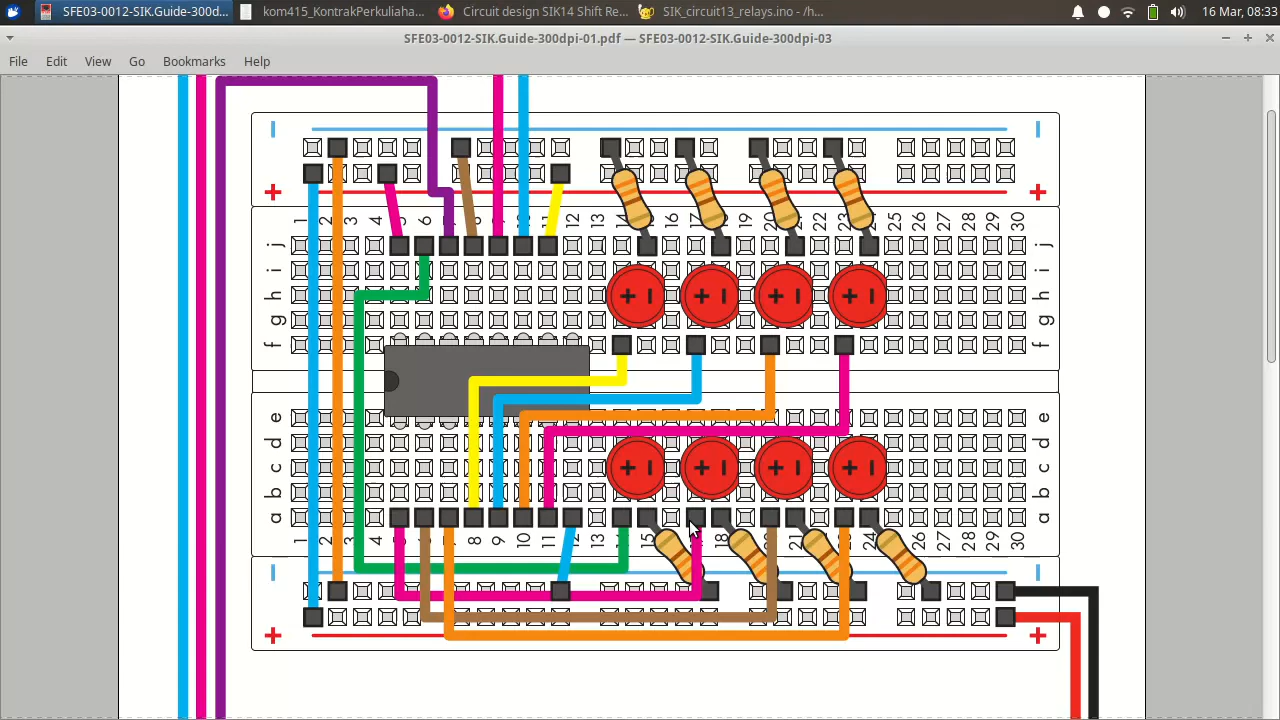 SFE03-0012-SIK.Guide-300d...
kom415_KontrakPerkuliaha...
Circuit design SIK14 Shift Re...
SIK_circuit13_relays.ino - /h...
16 Mar, 08:33
SFE03-0012-SIK.Guide-300dpi-01.pdf — SFE03-0012-SIK.Guide-300dpi-03
File Edit View Go Bookmarks Help
1 2 3 4 6 12 13 16 19 22 25 26 27 28 29 30
j j
i i
h h
+ − + − + − + −
g g
f f
e e
d d
c c
+ − + − + − + −
b b
a a
1 2 3 8 9 10 11 13 15 18 21 24 26 27 28 29 30
+ +